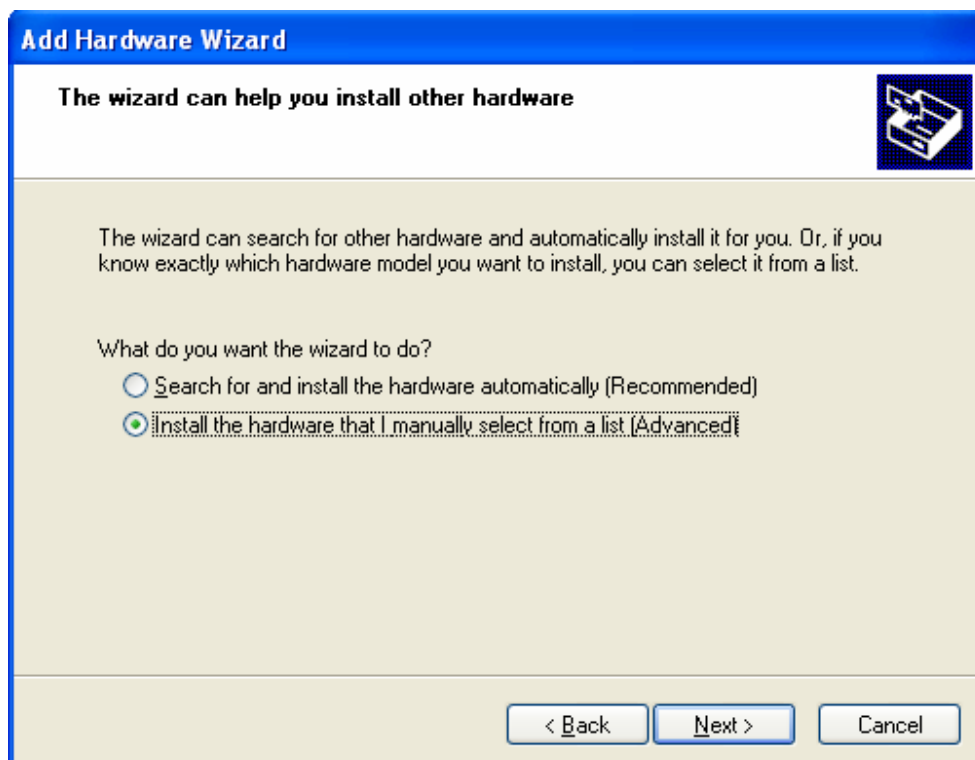 Add Hardware Wizard
The wizard can help you install other hardware
The wizard can search for other hardware and automatically install it for you. Or, if you
know exactly which hardware model you want to install, you can select it from a list.
What do you want the wizard to do?
Search for and install the hardware automatically (Recommended)
Install the hardware that I manually select from a list (Advanced)
< Back
Next >
Cancel